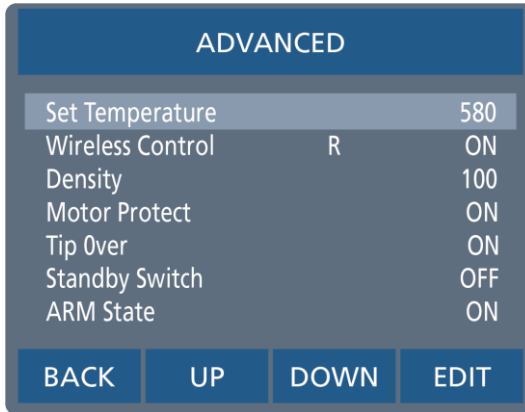 ADVANCED
Set Temperature 580
Wireless Control R ON
Density 100
Motor Protect ON
Tip 0ver ON
Standby Switch OFF
ARM State ON
BACK UP DOWN EDIT